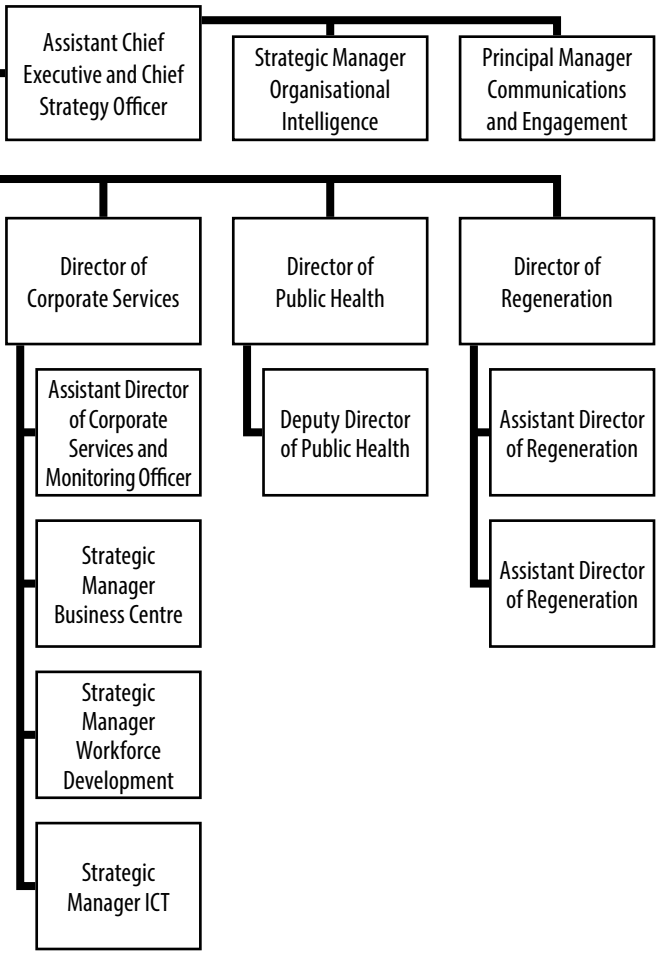 Assistant Chief
Executive and Chief
Strategy Officer
Strategic Manager
Organisational
Intelligence
Principal Manager
Communications
and Engagement
Director of
Corporate Services
Director of
Public Health
Director of
Regeneration
Assistant Director
of Corporate
Services and
Monitoring Officer
Deputy Director
of Public Health
Assistant Director
of Regeneration
Strategic
Manager
Business Centre
Assistant Director
of Regeneration
Strategic
Manager
Workforce
Development
Strategic
Manager ICT